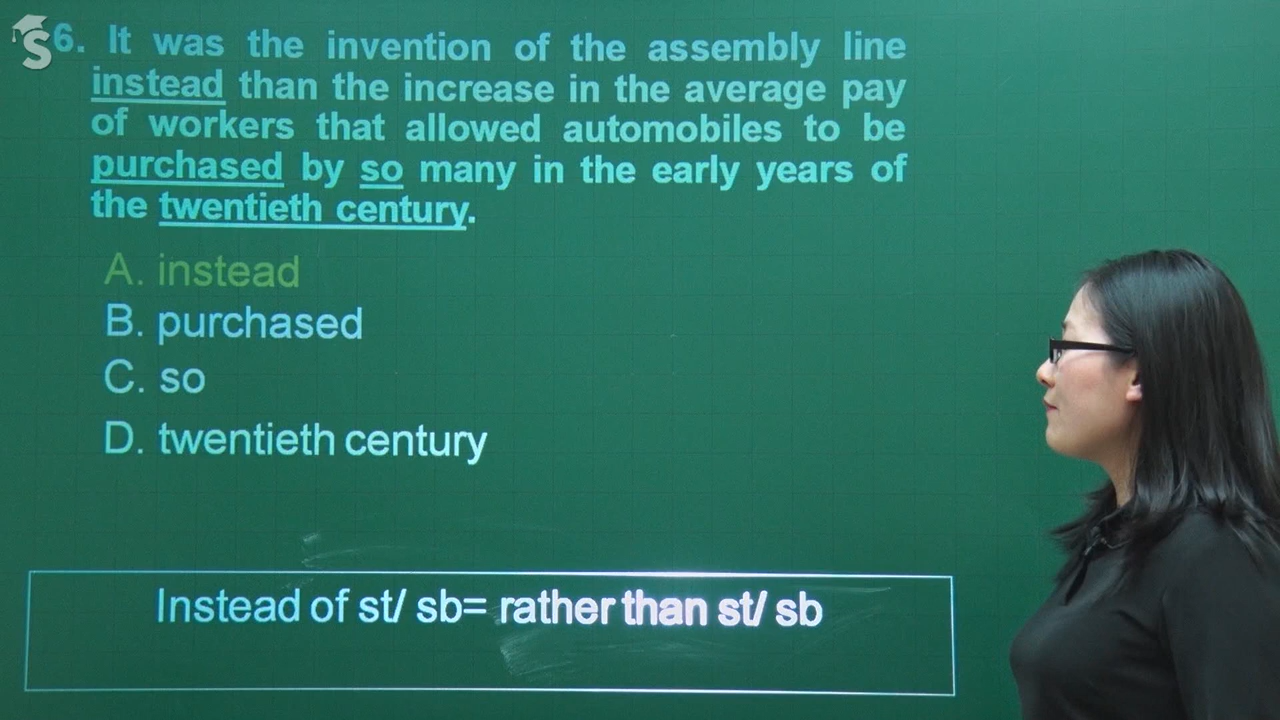 S
6. It was the invention of the assembly line
instead than the increase in the average pay
of workers that allowed automobiles to be
purchased by so many in the early years of
the twentieth century.
A. instead
B. purchased
C. so
D. twentieth century
Instead of st/ sb= rather than st/ sb